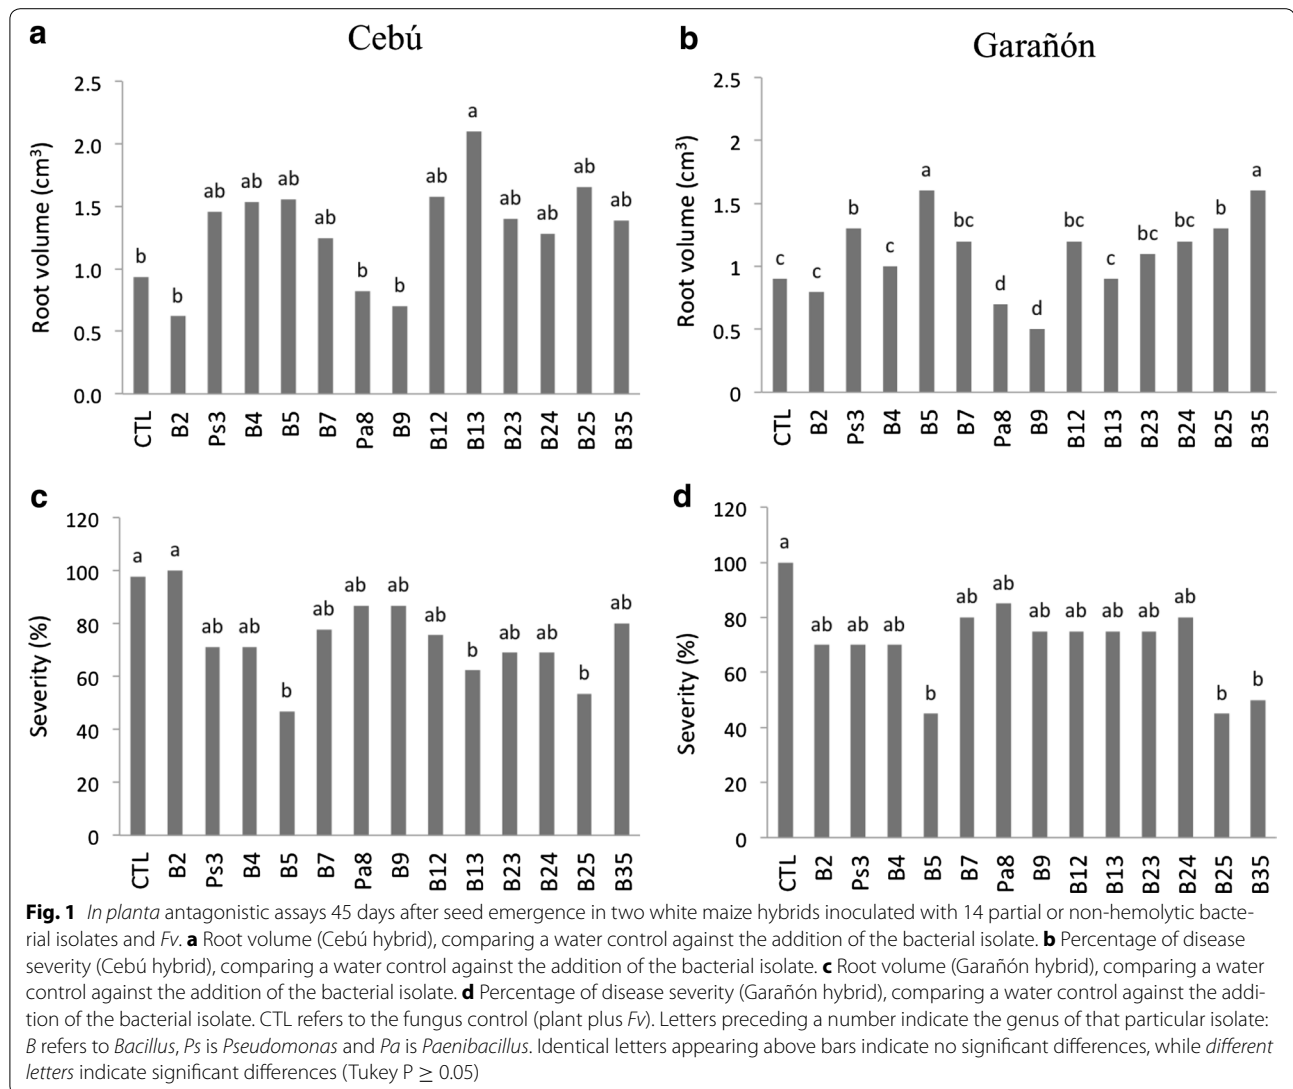 a
Cebú
Root volume (cm³)
2.5
2.0
1.5
1.0
0.5
0.0
b
b
ab
ab
ab
ab
b
b
ab
a
ab
ab
ab
ab
CTL
B2
Ps3
B4
B5
B7
Pa8
B9
B12
B13
B23
B24
B25
B35
b
Garañón
Root volume (cm³)
2.5
2
1.5
1
0.5
0
c
c
b
c
a
bc
d
d
bc
c
bc
bc
b
a
CTL
B2
Ps3
B4
B5
B7
Pa8
B9
B12
B13
B23
B24
B25
B35
c
Severity (%)
120
100
80
60
40
20
0
a
a
ab
ab
b
ab
ab
ab
ab
b
ab
ab
b
ab
CTL
B2
Ps3
B4
B5
B7
Pa8
B9
B12
B13
B23
B24
B25
B35
d
Severity (%)
120
100
80
60
40
20
0
a
ab
ab
ab
b
ab
ab
ab
ab
ab
ab
ab
b
b
CTL
B2
Ps3
B4
B5
B7
Pa8
B9
B12
B13
B23
B24
B25
B35
Fig. 1 In planta antagonistic assays 45 days after seed emergence in two white maize hybrids inoculated with 14 partial or non-hemolytic bacte-
rial isolates and Fv. a Root volume (Cebú hybrid), comparing a water control against the addition of the bacterial isolate. b Percentage of disease
severity (Cebú hybrid), comparing a water control against the addition of the bacterial isolate. c Root volume (Garañón hybrid), comparing a water
control against the addition of the bacterial isolate. d Percentage of disease severity (Garañón hybrid), comparing a water control against the addi-
tion of the bacterial isolate. CTL refers to the fungus control (plant plus Fv). Letters preceding a number indicate the genus of that particular isolate:
B refers to Bacillus, Ps is Pseudomonas and Pa is Paenibacillus. Identical letters appearing above bars indicate no significant differences, while different
letters indicate significant differences (Tukey P ≥ 0.05)